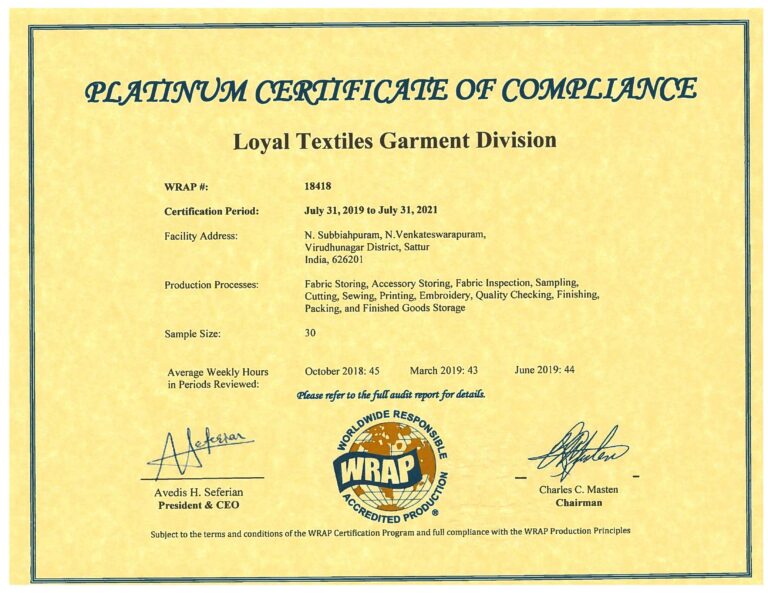 PLATINUM CERTIFICATE OF COMPLIANCE
Loyal Textiles Garment Division
WRAP #: 18418
Certification Period: July 31, 2019 to July 31, 2021
Facility Address: N. Subbiahpuram, N.Venkateswarapuram,
Virudhunagar District, Sattur
India, 626201
Production Processes: Fabric Storing, Accessory Storing, Fabric Inspection, Sampling,
Cutting, Sewing, Printing, Embroidery, Quality Checking, Finishing,
Packing, and Finished Goods Storage
Sample Size: 30
Average Weekly Hours October 2018: 45 March 2019: 43 June 2019: 44
in Periods Reviewed:
Please refer to the full audit report for details.
WORLDWIDE RESPONSIBLE
WRAP
ACCREDITED PRODUCTION ®
Avedis H. Seferian
President & CEO
Charles C. Masten
Chairman
Subject to the terms and conditions of the WRAP Certification Program and full compliance with the WRAP Production Principles